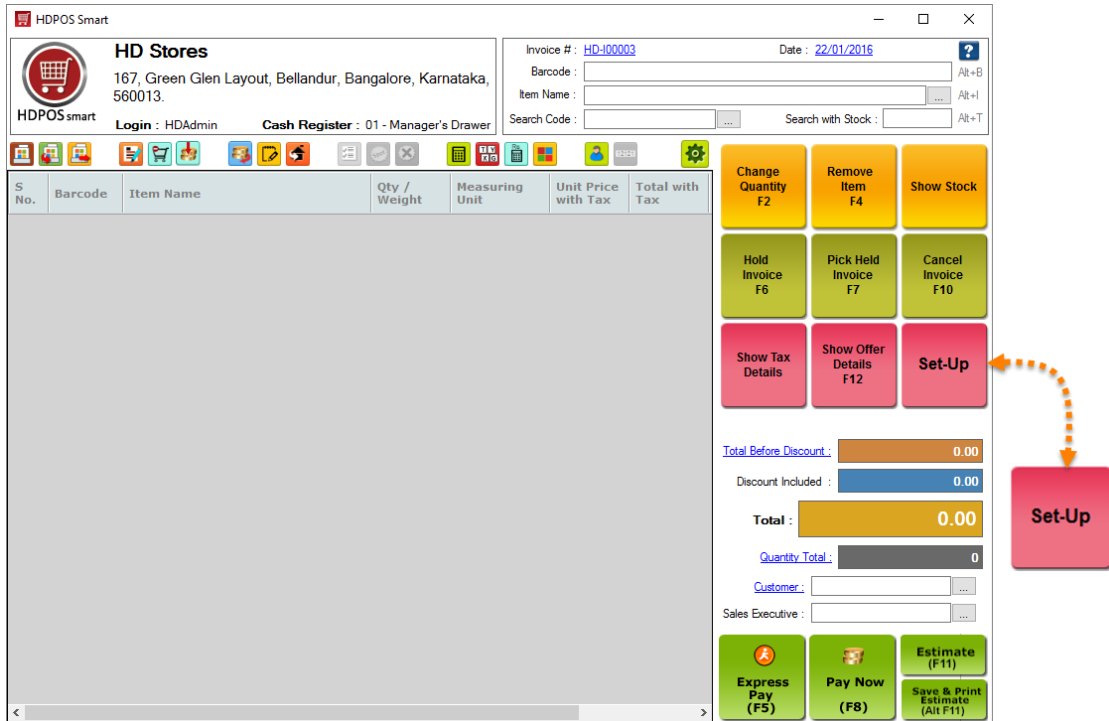 HDPOS Smart
HD Stores
167, Green Glen Layout, Bellandur, Bangalore, Karnataka,
560013.
HDPOS smart
Login : HDAdmin Cash Register : 01 - Manager's Drawer
Invoice # : HD-I00003 Date : 22/01/2016 ?
Barcode : Alt+B
Item Name : ... Alt+I
Search Code : ... Search with Stock : Alt+T
S No. Barcode Item Name Qty / Weight Measuring Unit Unit Price with Tax Total with Tax
Change
Quantity
F2
Remove
Item
F4
Show Stock
Hold
Invoice
F6
Pick Held
Invoice
F7
Cancel
Invoice
F10
Show Tax
Details
Show Offer
Details
F12
Set-Up
Total Before Discount : 0.00
Discount Included : 0.00
Set-Up
Total : 0.00
Quantity Total : 0
Customer : ...
Sales Executive : ...
Express
Pay
(F5)
Pay Now
(F8)
Estimate
(F11)
Save & Print
Estimate
(Alt F11)